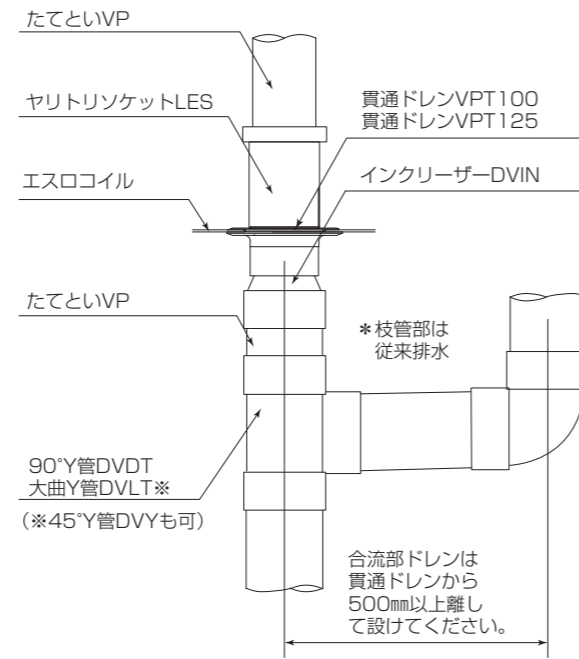 たてといVP
ヤリトリソケットLES
貫通ドレンVPT100
貫通ドレンVPT125
エスロコイル
インクリーザーDVIN
たてといVP
＊枝管部は
従来排水
90°Y管DVDT
大曲Y管DVLT※
（※45°Y管DVYも可）
合流部ドレンは
貫通ドレンから
500㎜以上離し
て設けてください。